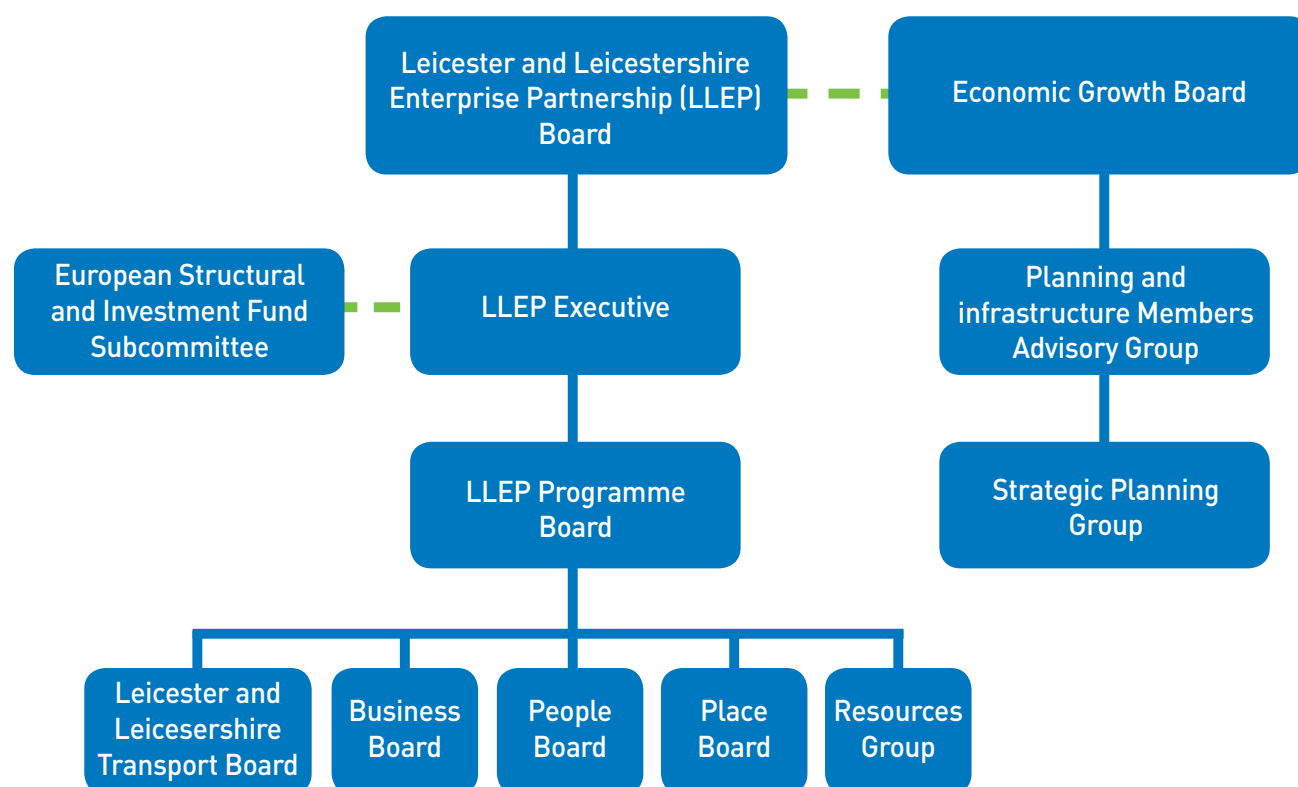 Leicester and Leicestershire
Enterprise Partnership (LLEP)
Board
Economic Growth Board
European Structural
and Investment Fund
Subcommittee
LLEP Executive
Planning and
infrastructure Members
Advisory Group
LLEP Programme
Board
Strategic Planning
Group
Leicester and
Leicesershire
Transport Board
Business
Board
People
Board
Place
Board
Resources
Group